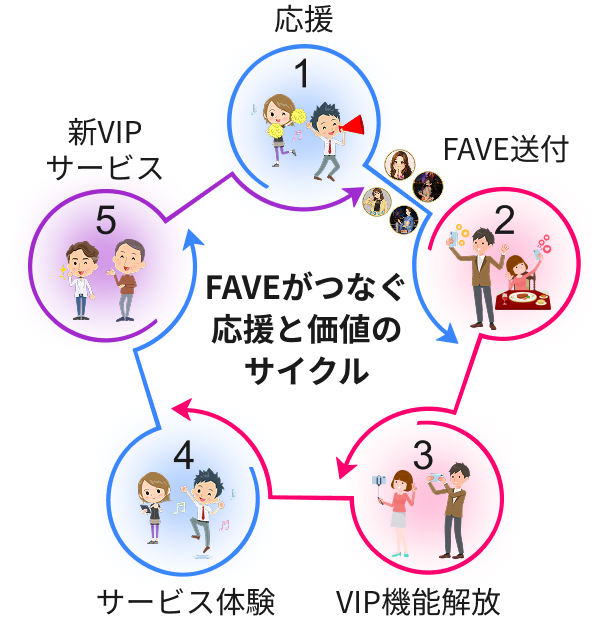 応援
1
FAVE送付
2
3
VIP機能解放
4
サービス体験
新VIP
サービス
5
FAVEがつなぐ
応援と価値の
サイクル